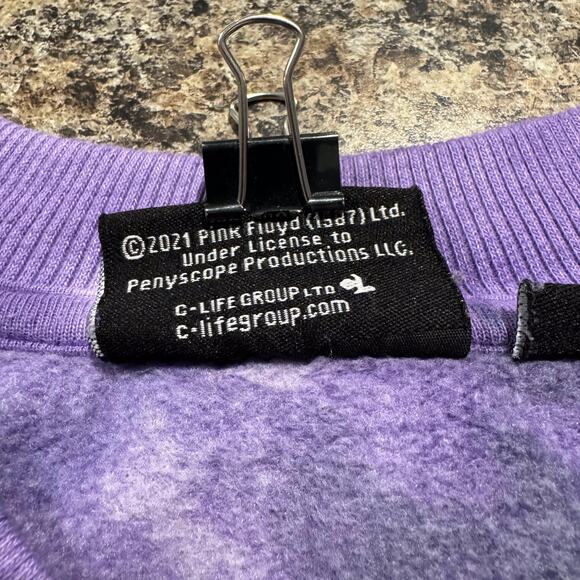 ©2021 Pink Floyd (1987) Ltd.
Under License to
Penyscope Productions LLC.
C-LIFE GROUP LTD
c-lifegroup.com